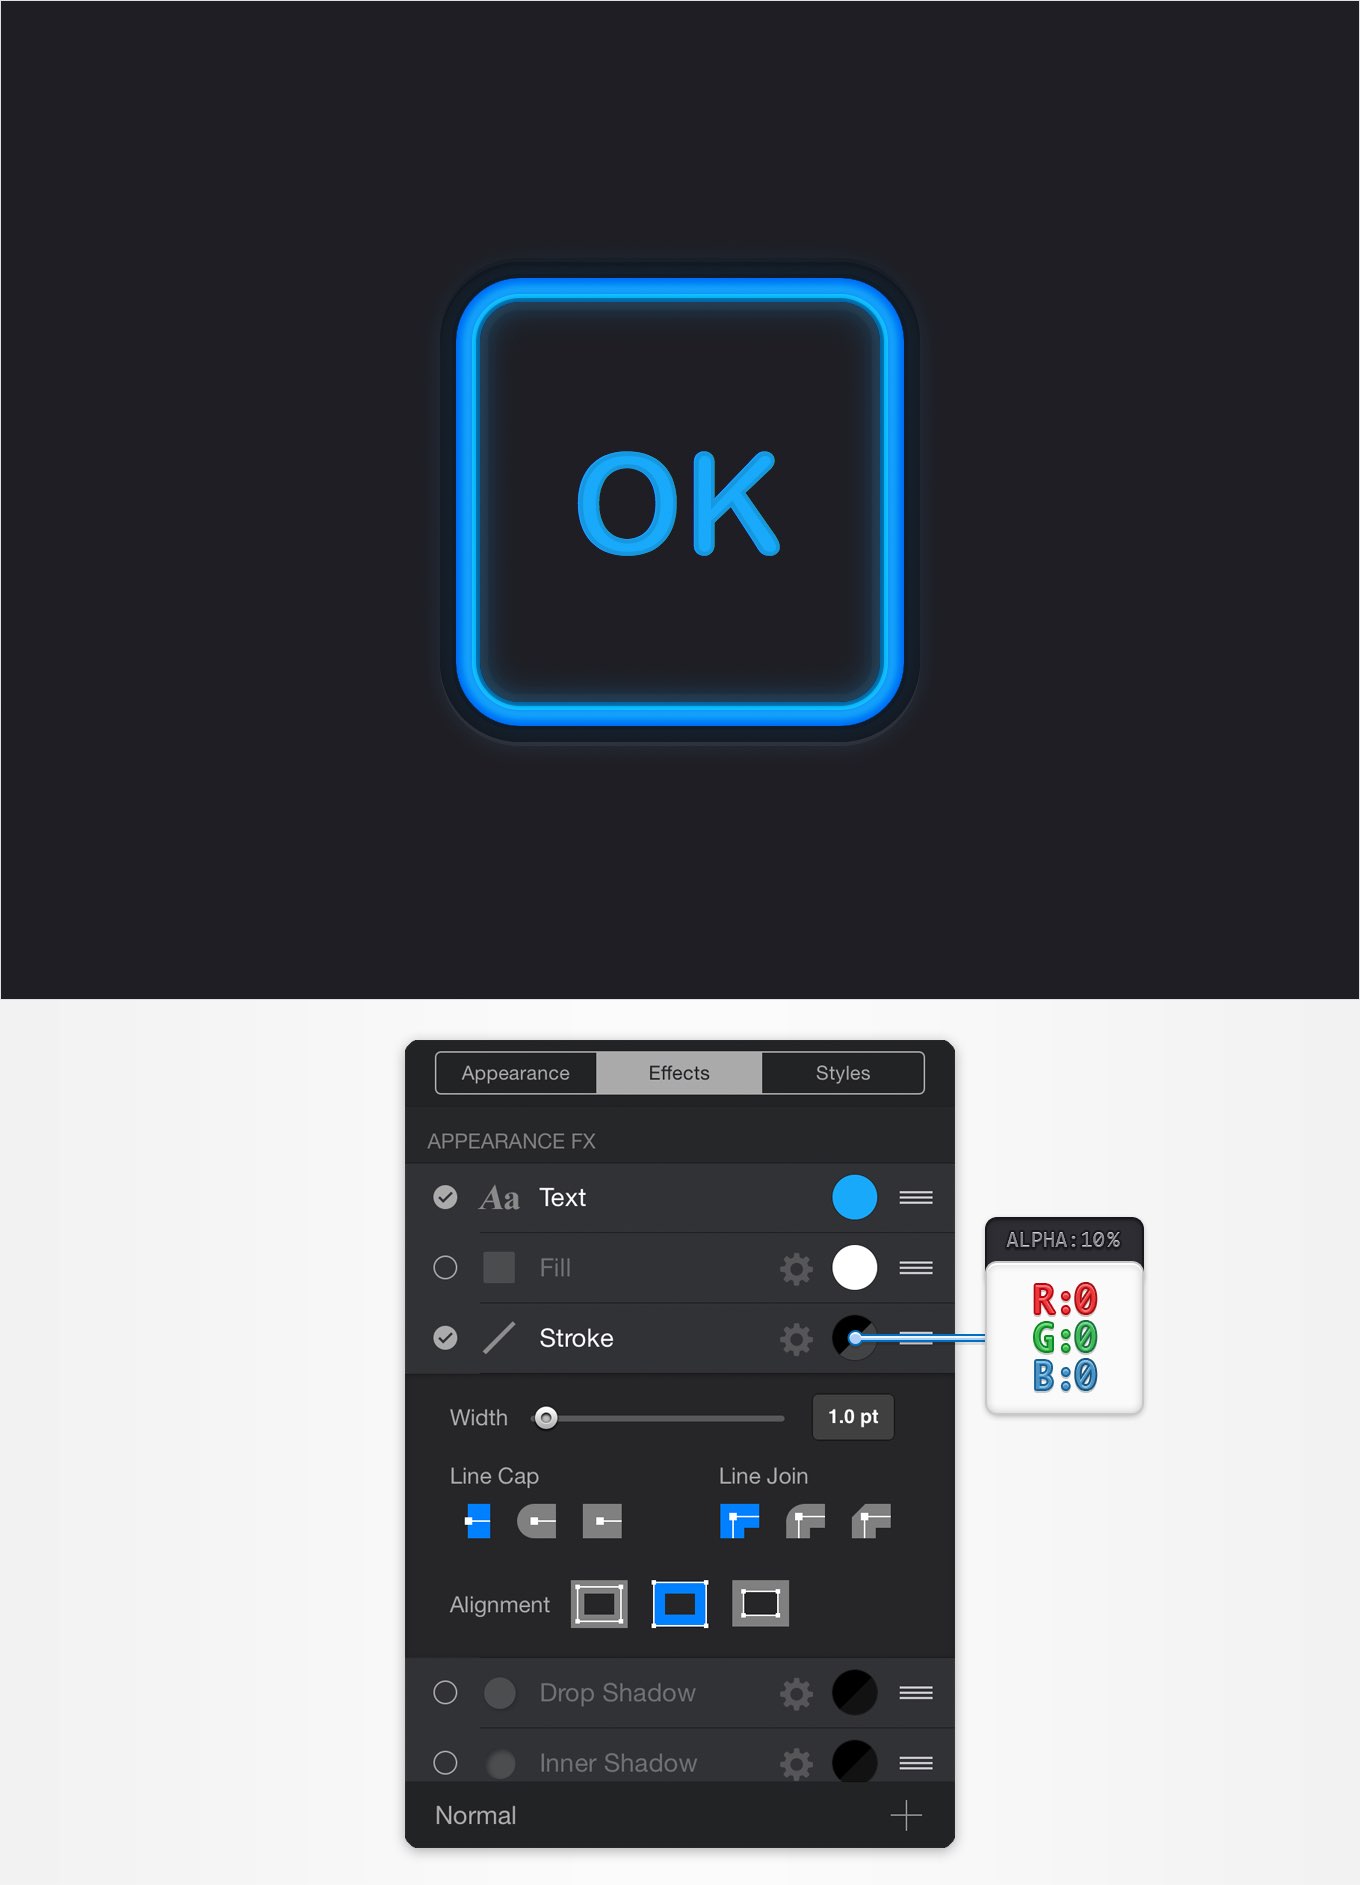 OK
Appearance Effects Styles
APPEARANCE FX
Aa Text
Fill
Stroke
ALPHA:10%
R:0
G:0
B:0
Width 1.0 pt
Line Cap Line Join
Alignment
Drop Shadow
Inner Shadow
Normal